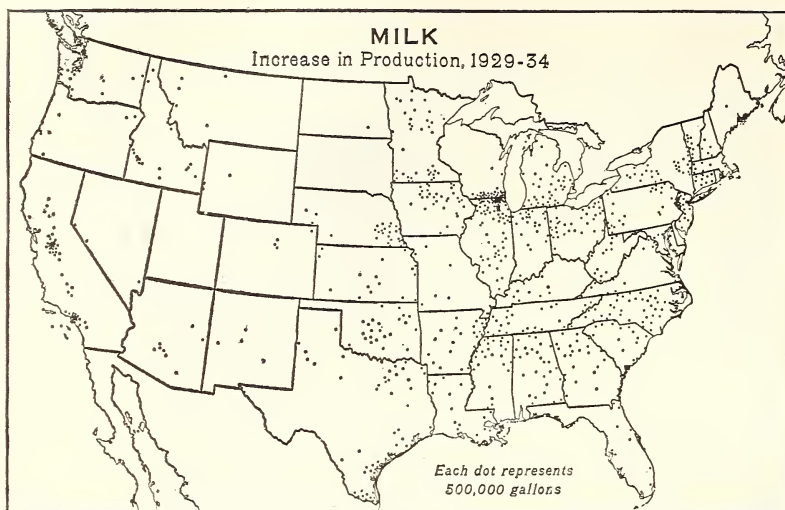 MILK
Increase in Production, 1929-34
Each dot represents
500,000 gallons